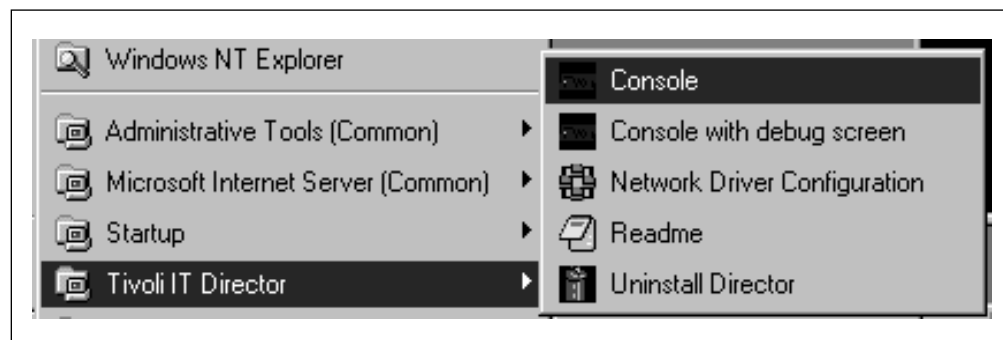 Windows NT Explorer
Administrative Tools (Common)
Microsoft Internet Server (Common)
Startup
Tivoli IT Director
Console
Console with debug screen
Network Driver Configuration
Readme
Uninstall Director